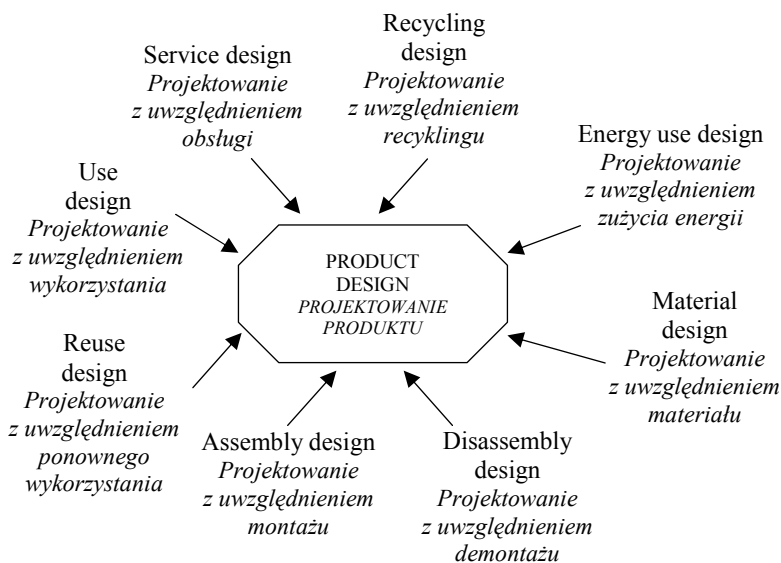 Service design
Projektowanie
z uwzględnieniem
obsługi
Recycling
design
Projektowanie
z uwzględnieniem
recyklingu
Energy use design
Projektowanie
z uwzględnieniem
zużycia energii
Use
design
Projektowanie
z uwzględnieniem
wykorzystania
PRODUCT
DESIGN
PROJEKTOWANIE
PRODUKTU
Material
design
Projektowanie
z uwzględnieniem
materiału
Reuse
design
Projektowanie
z uwzględnieniem
ponownego
wykorzystania
Assembly design
Projektowanie
z uwzględnieniem
montażu
Disassembly
design
Projektowanie
z uwzględnieniem
demontażu